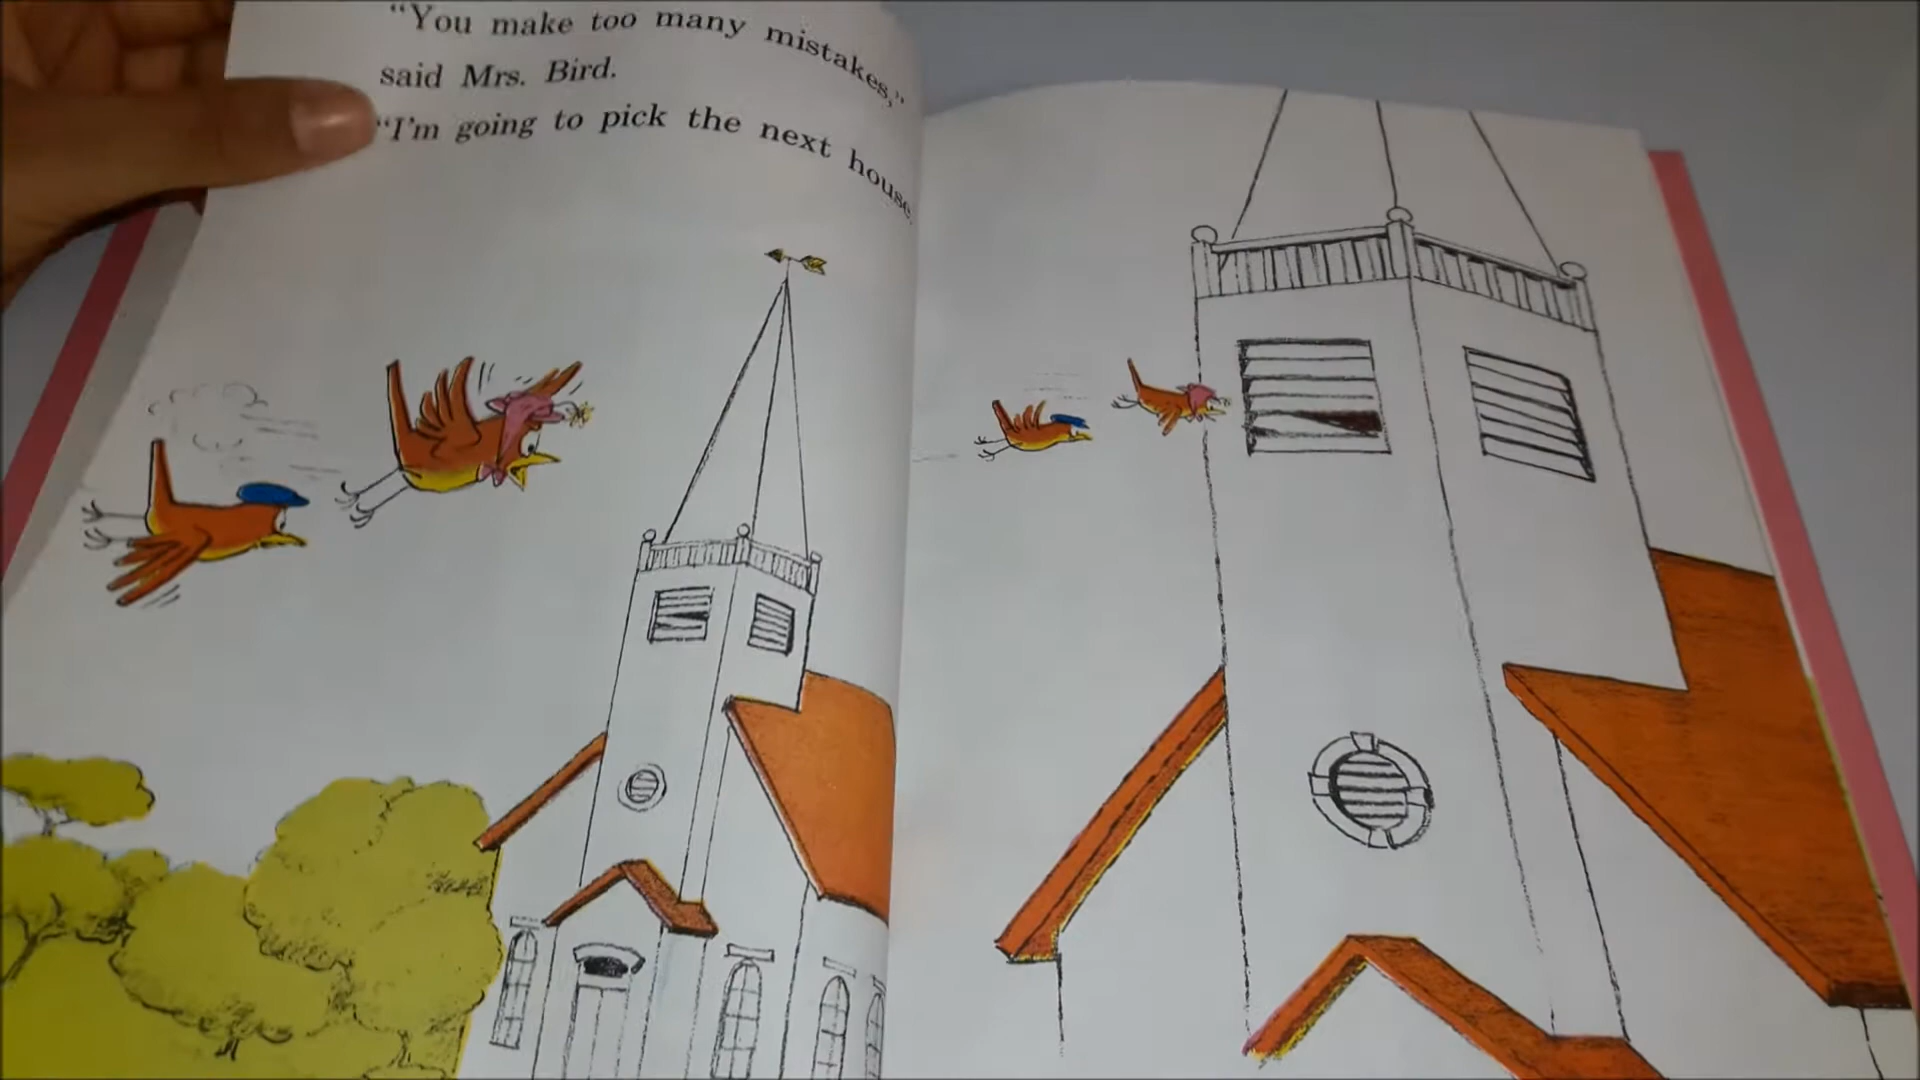 "You make too many mistakes,"
said Mrs. Bird.
"I'm going to pick the next house.